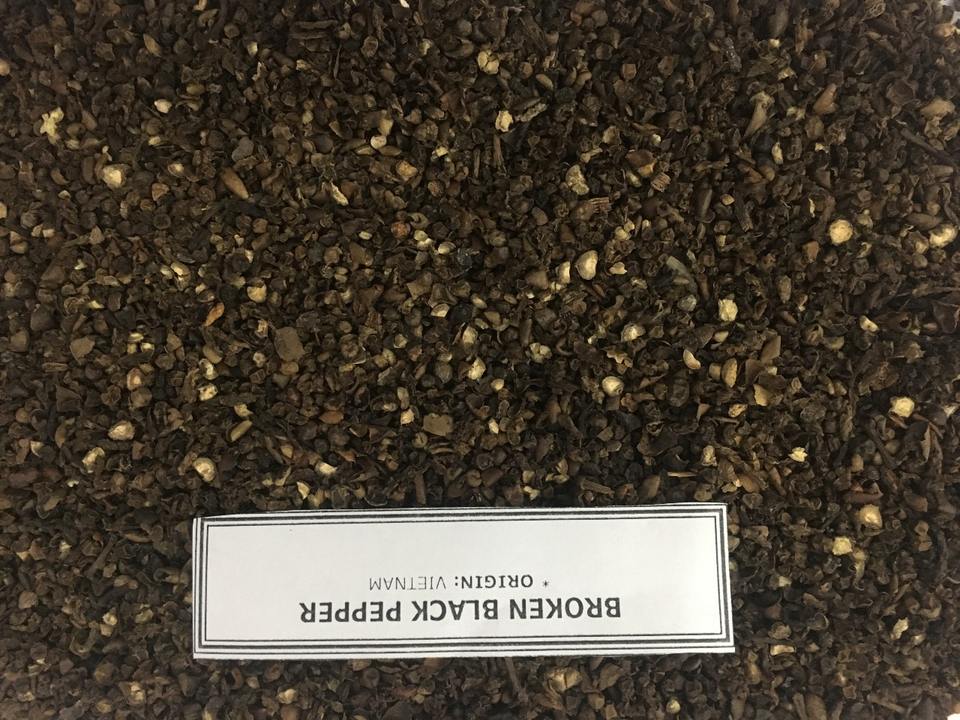 BROKEN BLACK PEPPER
* ORIGIN: VIETNAM